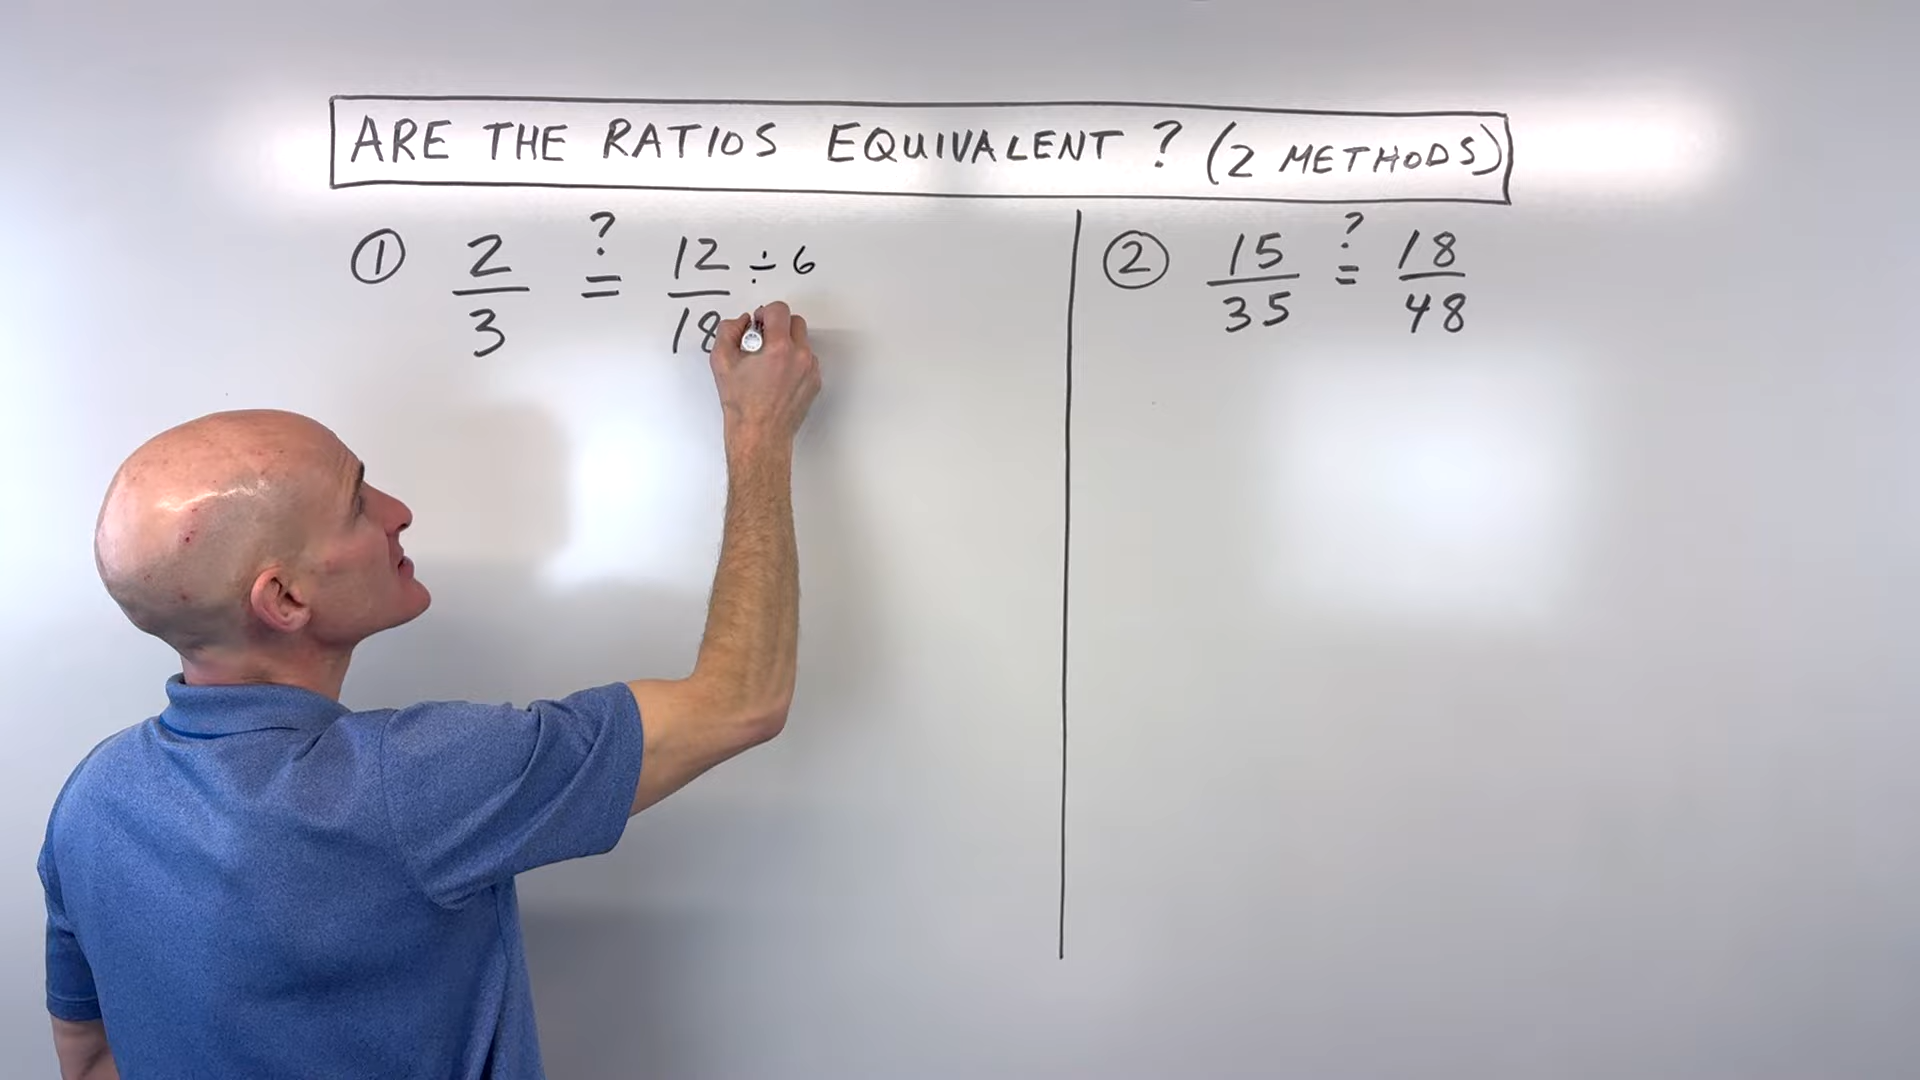 ARE THE RATIOS EQUIVALENT ? (2 METHODS)
① 2/3 ?= 12/18 ÷ 6
② 15/35 ?= 18/48